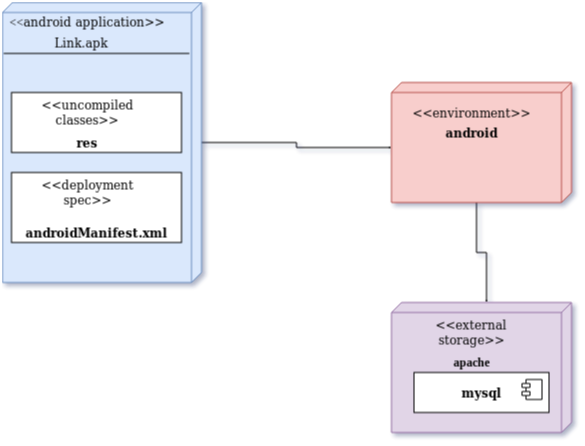 <<android application>>
Link.apk
<<uncompiled
classes>>
res
<<deployment
spec>>
androidManifest.xml
<<environment>>
android
<<external
storage>>
apache
mysql